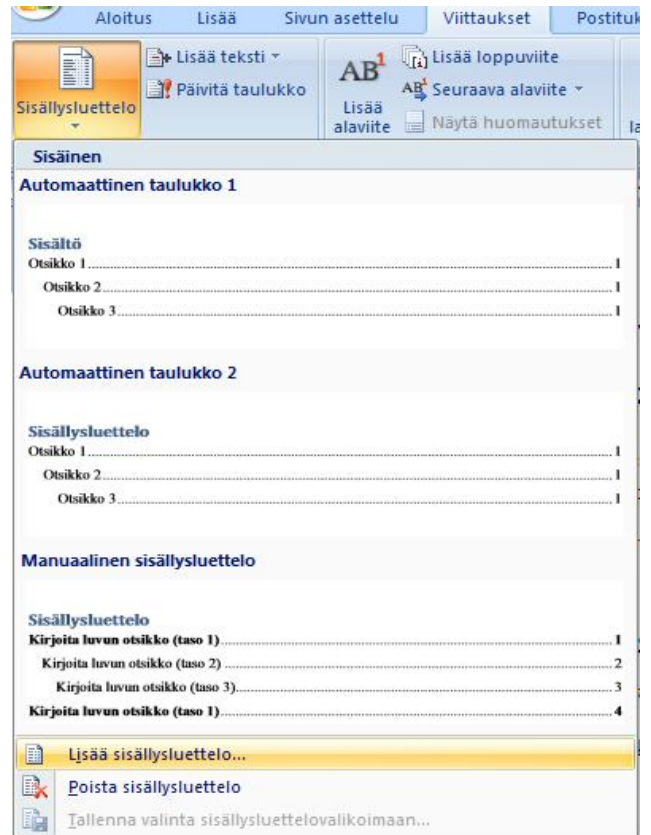 Aloitus Lisää Sivun asettelu Viittaukset
Sisällysluettelo
Lisää teksti
Päivitä taulukko
AB1
Lisää
alaviite
Lisää loppuviite
AB1 Seuraava alaviite
Näytä huomautukset
Sisäinen
Automaattinen taulukko 1
Sisältö
Otsikko 1........................................1
Otsikko 2........................................1
Otsikko 3........................................1
Automaattinen taulukko 2
Sisällysluettelo
Otsikko 1........................................1
Otsikko 2........................................1
Otsikko 3........................................1
Manuaalinen sisällysluettelo
Sisällysluettelo
Kirjoita luvun otsikko (taso 1)........................................1
Kirjoita luvun otsikko (taso 2)........................................2
Kirjoita luvun otsikko (taso 3)........................................3
Kirjoita luvun otsikko (taso 1)........................................4
Lisää sisällysluettelo...
Poista sisällysluettelo
Tallenna valinta sisällysluettelovalikoimaan...